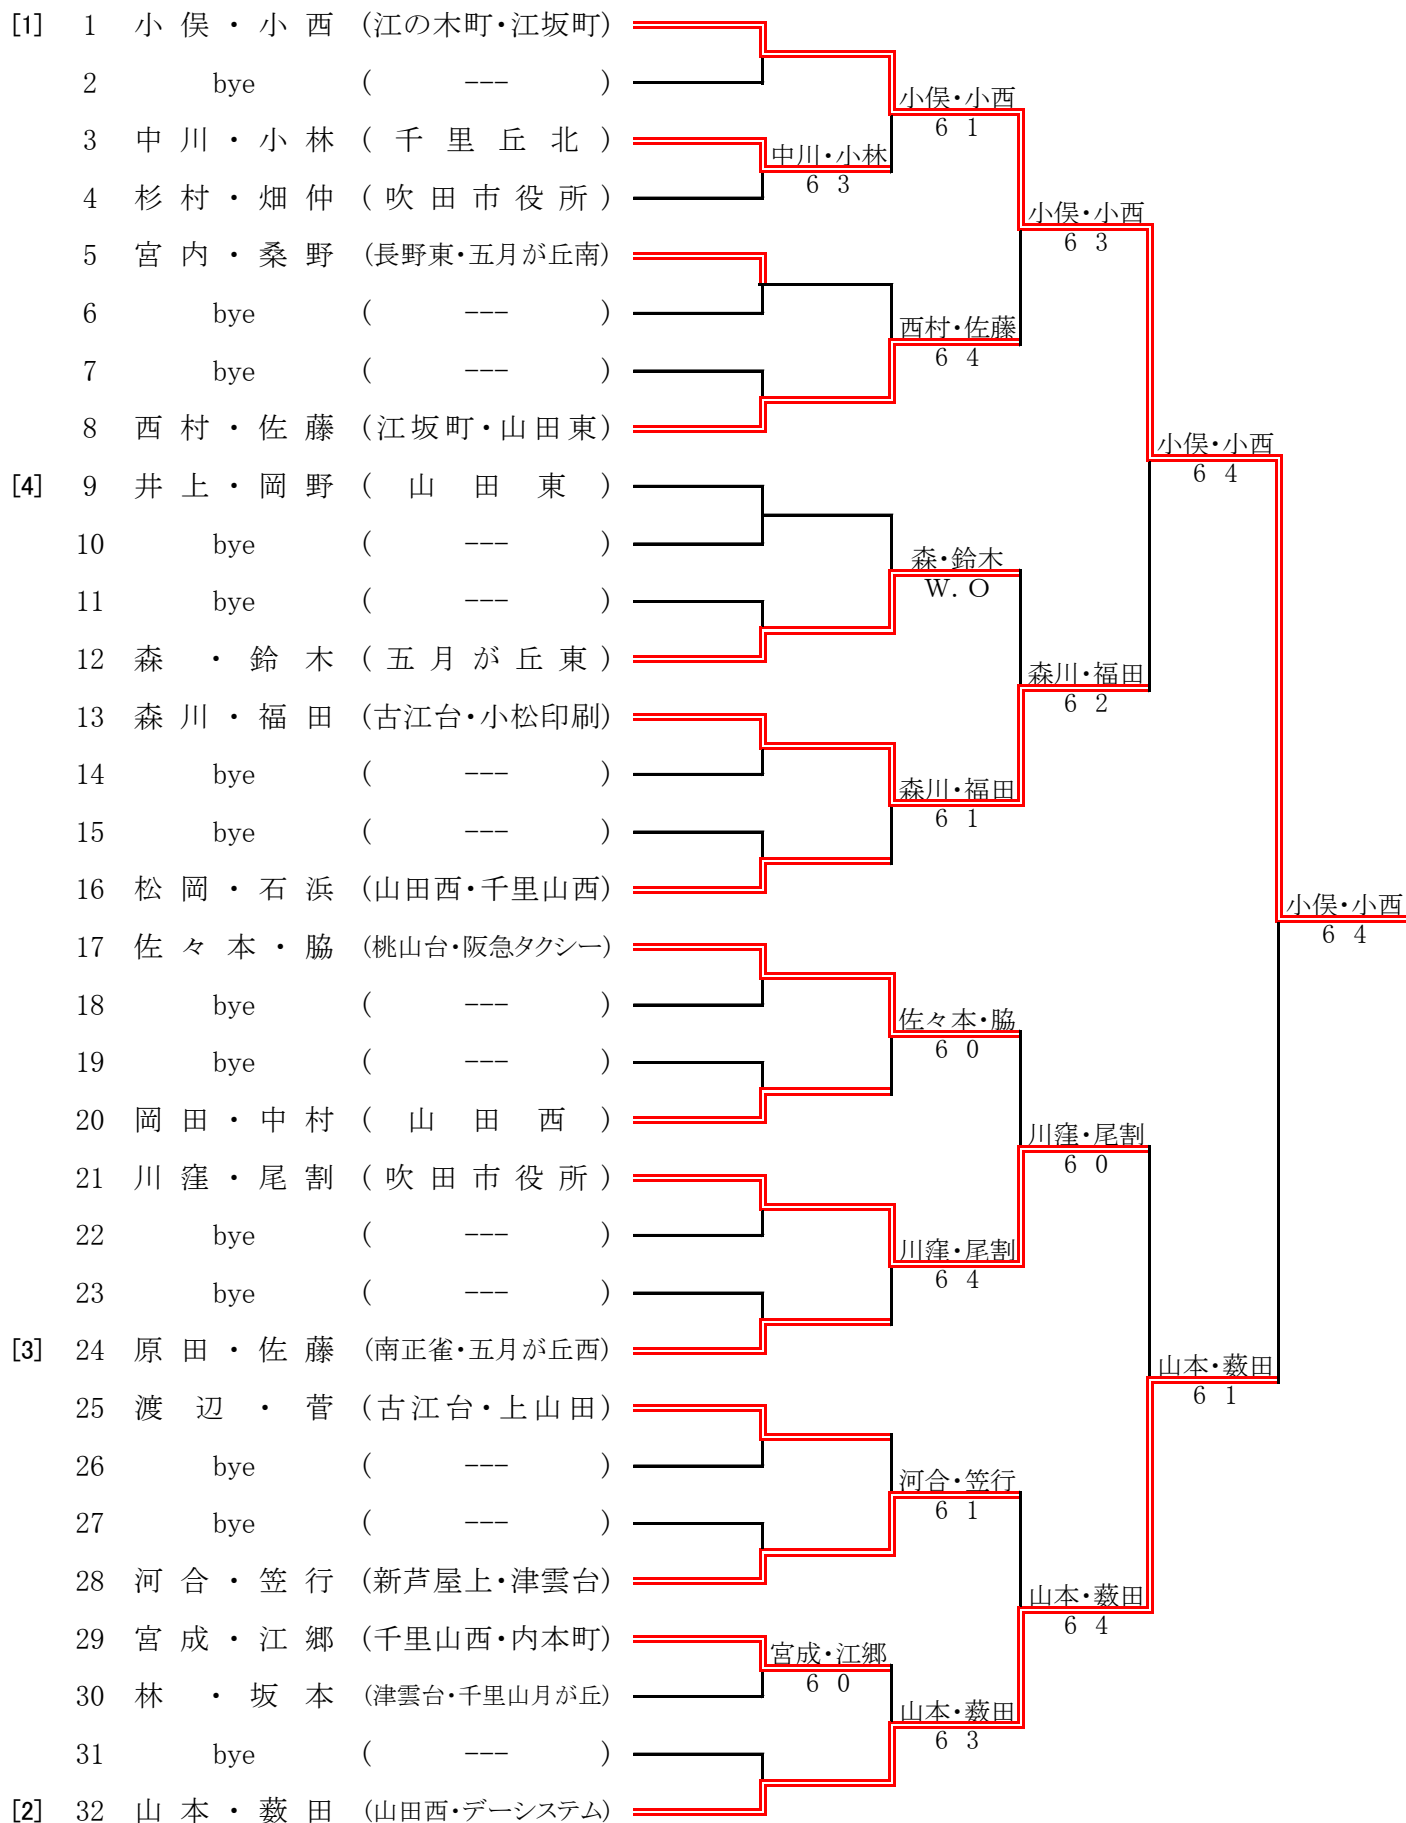 [1] 1 小俣・小西 (江の木町・江坂町)
2 bye ( --- )
小俣・小西
6 1
3 中川・小林 (千里丘北)
中川・小林
6 3
4 杉村・畑仲 (吹田市役所)
小俣・小西
6 3
5 宮内・桑野 (長野東・五月が丘南)
6 bye ( --- )
西村・佐藤
6 4
7 bye ( --- )
8 西村・佐藤 (江坂町・山田東)
小俣・小西
6 4
[4] 9 井上・岡野 (山田東)
10 bye ( --- )
森・鈴木
W.O
11 bye ( --- )
12 森・鈴木 (五月が丘東)
森川・福田
6 2
13 森川・福田 (古江台・小松印刷)
14 bye ( --- )
森川・福田
6 1
15 bye ( --- )
16 松岡・石浜 (山田西・千里山西)
小俣・小西
6 4
17 佐々本・脇 (桃山台・阪急タクシー)
18 bye ( --- )
佐々本・脇
6 0
19 bye ( --- )
20 岡田・中村 (山田西)
川窪・尾割
6 0
21 川窪・尾割 (吹田市役所)
22 bye ( --- )
川窪・尾割
6 4
23 bye ( --- )
[3] 24 原田・佐藤 (南正雀・五月が丘西)
山本・薮田
6 1
25 渡辺・菅 (古江台・上山田)
26 bye ( --- )
河合・笠行
6 1
27 bye ( --- )
28 河合・笠行 (新芦屋上・津雲台)
山本・薮田
6 4
29 宮成・江郷 (千里山西・内本町)
宮成・江郷
6 0
30 林・坂本 (津雲台・千里山月が丘)
山本・薮田
6 3
31 bye ( --- )
[2] 32 山本・薮田 (山田西・デーシステム)